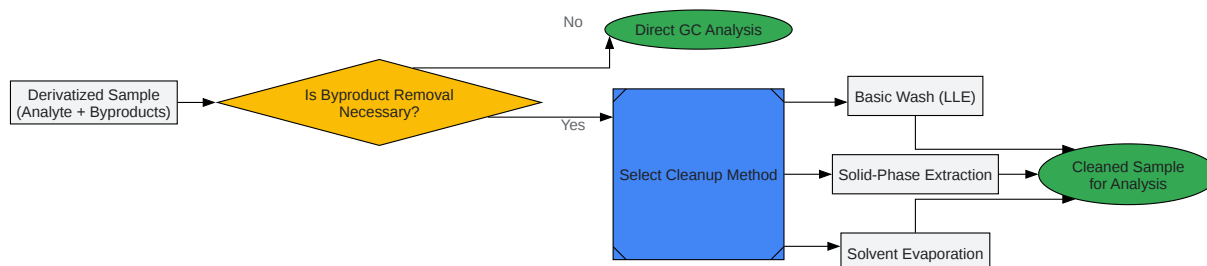 No
Direct GC Analysis
Derivatized Sample
(Analyte + Byproducts)
Is Byproduct Removal
Necessary?
Yes
Select Cleanup Method
Basic Wash (LLE)
Solid-Phase Extraction
Solvent Evaporation
Cleaned Sample
for Analysis